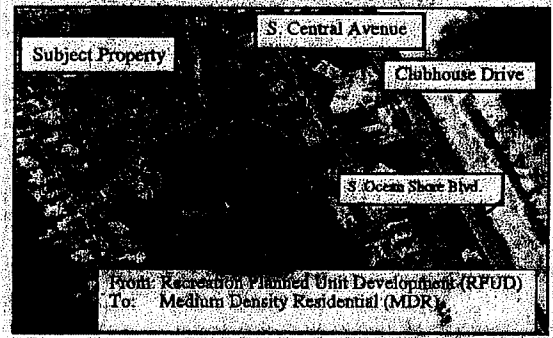 S. Central Avenue
Subject Property
Clubhouse Drive
S. Ocean Shore Blvd.
From: Recreation Planned Unit Development (RPUD)
To: Medium Density Residential (MDR)